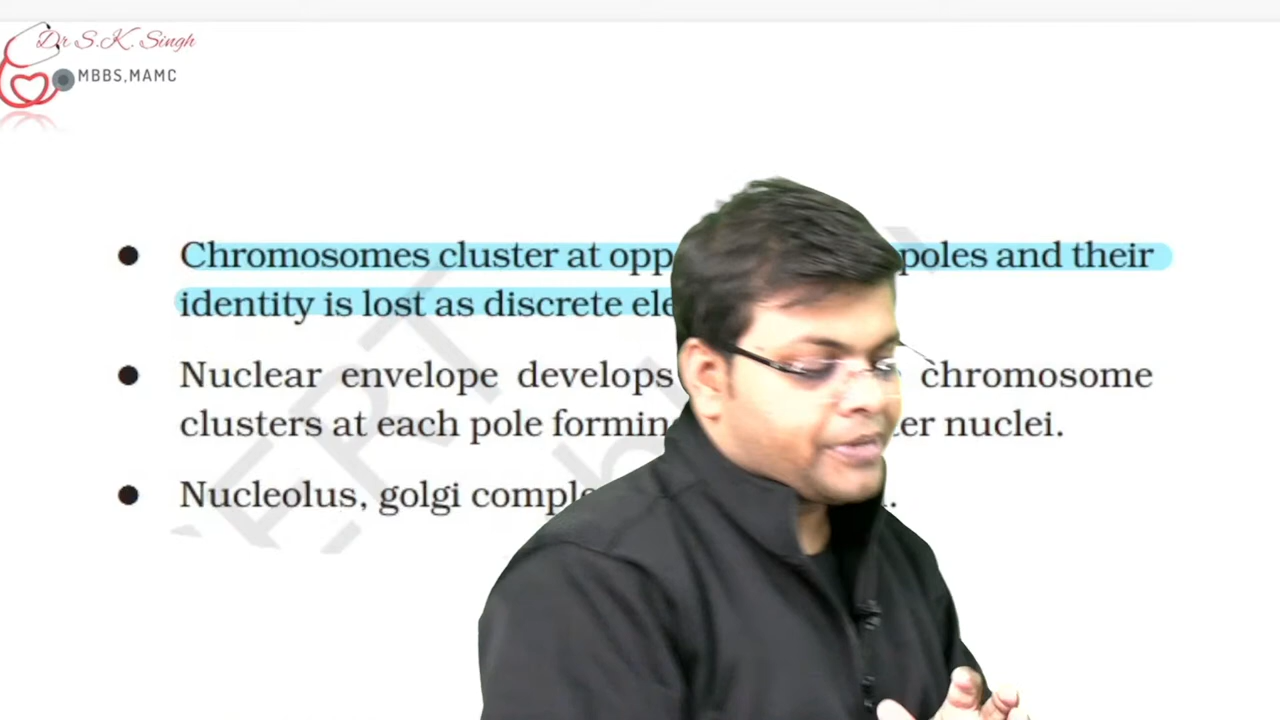 Dr S.K. Singh
MBBS,MAMC
Chromosomes cluster at opp poles and their
identity is lost as discrete ele
Nuclear envelope develops chromosome
clusters at each pole formin er nuclei.
Nucleolus, golgi comple .